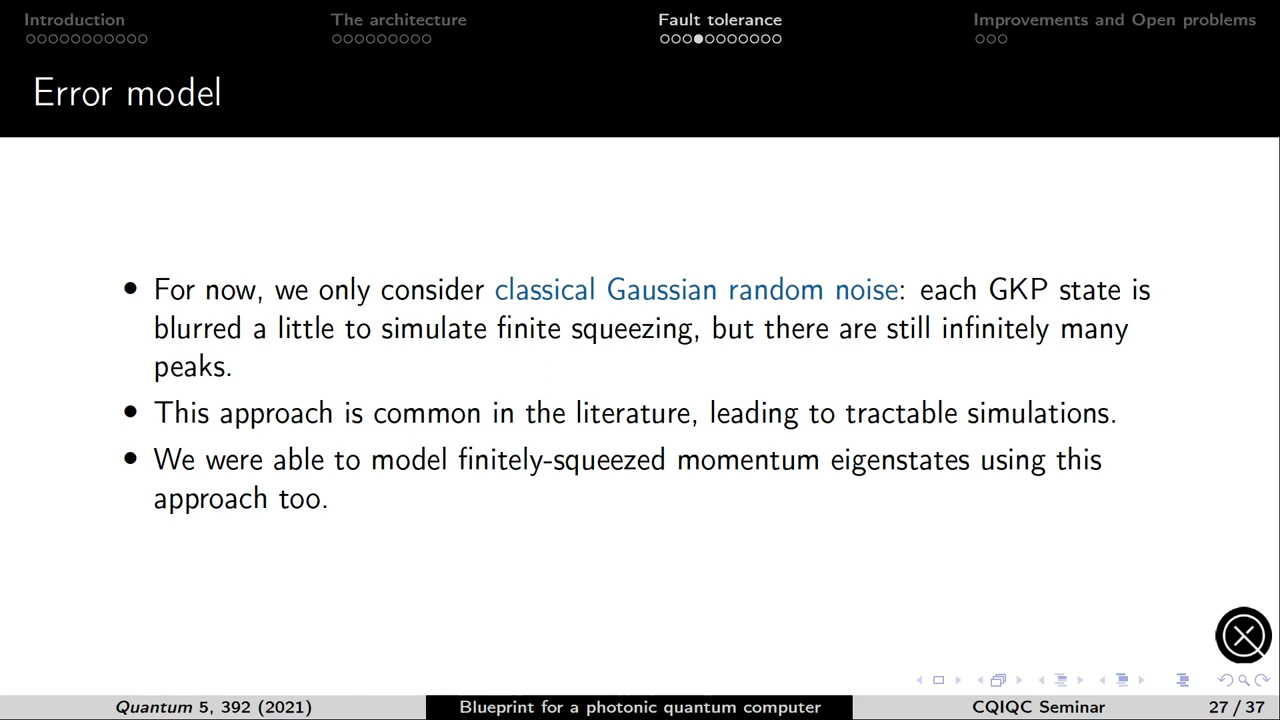 Introduction The architecture Fault tolerance Improvements and Open problems
Error model
• For now, we only consider classical Gaussian random noise: each GKP state is
blurred a little to simulate finite squeezing, but there are still infinitely many
peaks.
• This approach is common in the literature, leading to tractable simulations.
• We were able to model finitely-squeezed momentum eigenstates using this
approach too.
Quantum 5, 392 (2021) Blueprint for a photonic quantum computer CQIQC Seminar 27 / 37